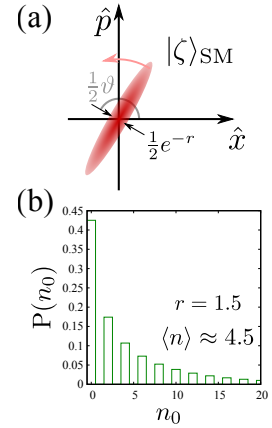 (a)
p̂
|ζ⟩SM
½ϑ
½e⁻ʳ
x̂
(b)
0.45
0.4
0.35
0.3
0.25
0.2
0.15
0.1
0.05
0
P(n₀)
r = 1.5
⟨n⟩ ≈ 4.5
0 5 10 15 20
n₀